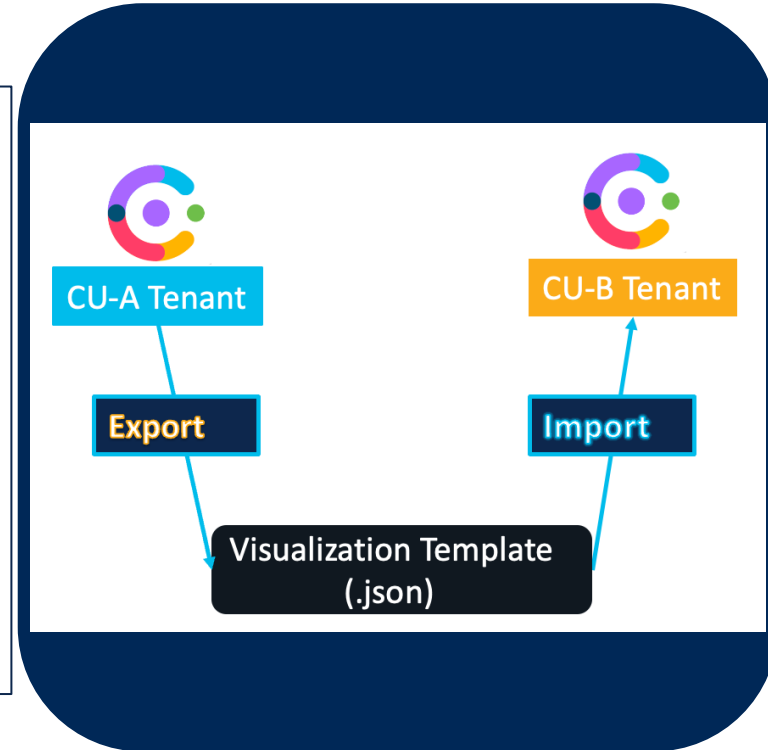 CU-A Tenant
CU-B Tenant
Export
Import
Visualization Template
(.json)